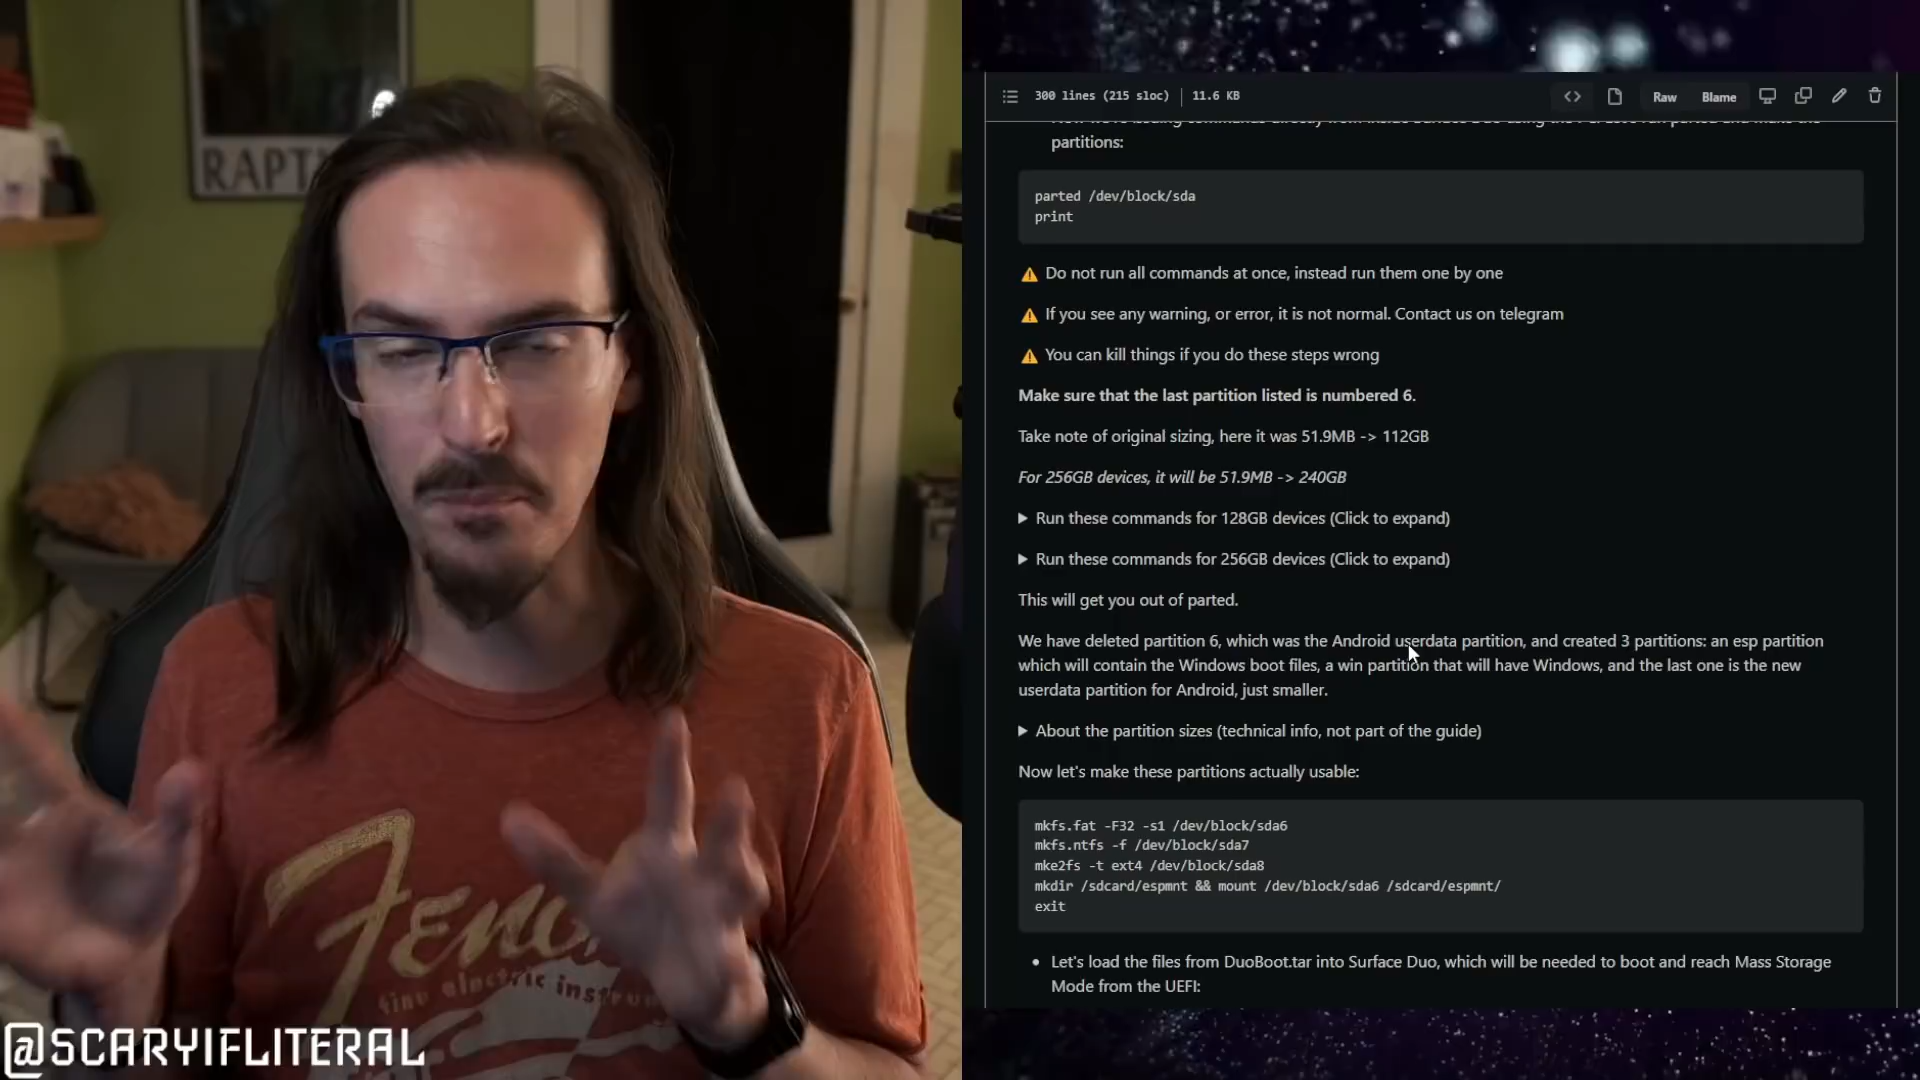 RAPT
300 lines (215 sloc) | 11.6 KB
Raw
Blame
partitions:
parted /dev/block/sda
print
Do not run all commands at once, instead run them one by one
If you see any warning, or error, it is not normal. Contact us on telegram
You can kill things if you do these steps wrong
Make sure that the last partition listed is numbered 6.
Take note of original sizing, here it was 51.9MB -> 112GB
For 256GB devices, it will be 51.9MB -> 240GB
Run these commands for 128GB devices (Click to expand)
Run these commands for 256GB devices (Click to expand)
This will get you out of parted.
We have deleted partition 6, which was the Android userdata partition, and created 3 partitions: an esp partition
which will contain the Windows boot files, a win partition that will have Windows, and the last one is the new
userdata partition for Android, just smaller.
About the partition sizes (technical info, not part of the guide)
Now let's make these partitions actually usable:
mkfs.fat -F32 -s1 /dev/block/sda6
mkfs.ntfs -f /dev/block/sda7
mke2fs -t ext4 /dev/block/sda8
mkdir /sdcard/espmnt && mount /dev/block/sda6 /sdcard/espmnt/
exit
• Let's load the files from DuoBoot.tar into Surface Duo, which will be needed to boot and reach Mass Storage
Mode from the UEFI:
Fen
fine electric instru
@SCARYIFLITERAL